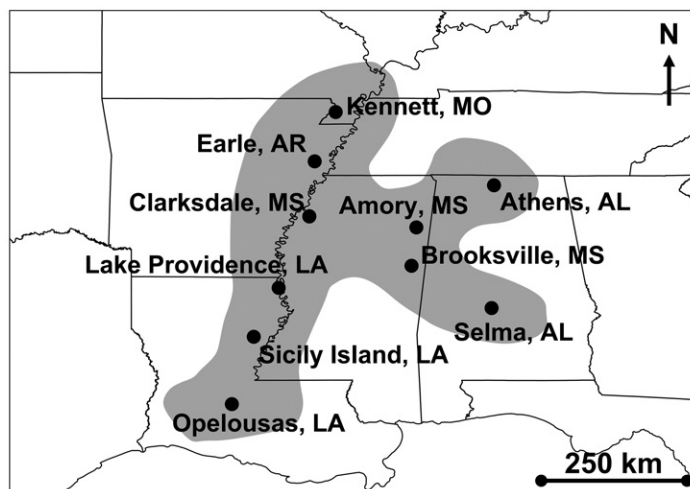 N
Kennett, MO
Earle, AR
Clarksdale, MS
Amory, MS
Athens, AL
Lake Providence, LA
Brooksville, MS
Selma, AL
Sicily Island, LA
Opelousas, LA
250 km